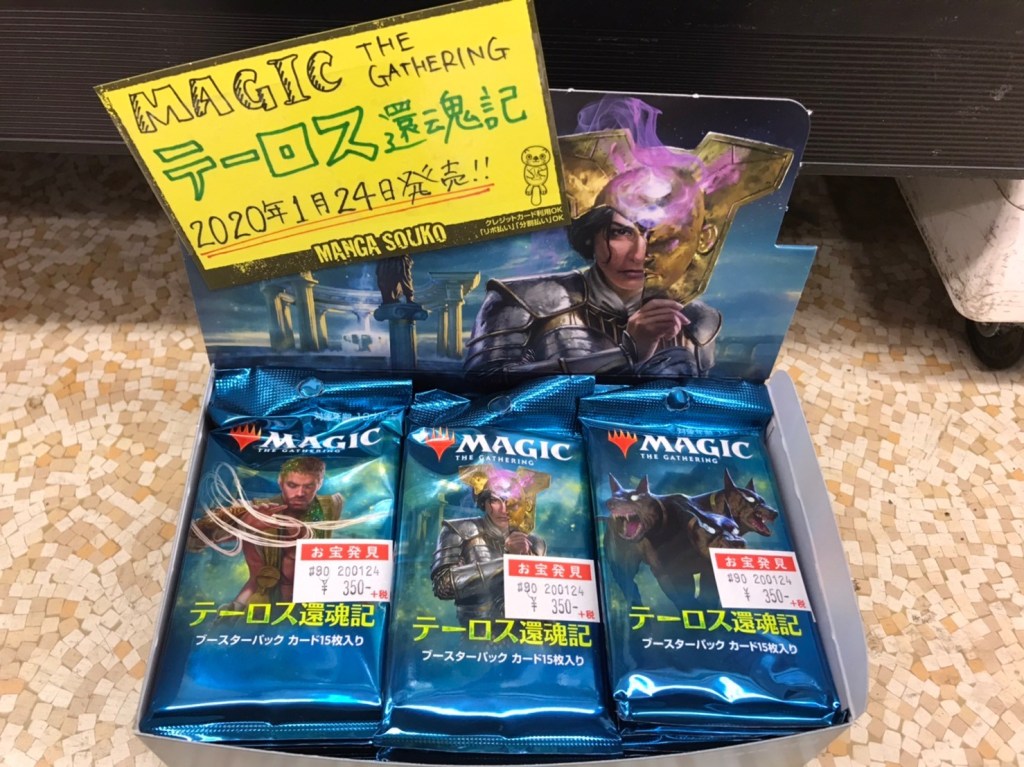 MAGIC THE
GATHERING
テーロス還魂記
2020年1月24日発売!!
クレジットカード利用OK
「リボ払い」「分割払い」OK
MANGA SOUKO
MAGIC
THE GATHERING
お宝発見
#90 200124
¥ 350-
+税
テーロス還魂記
ブースターパック カード15枚入り
MAGIC
THE GATHERING
お宝発見
#90 200124
¥ 350-
+税
テーロス還魂記
ブースターパック カード15枚入り
MAGIC
THE GATHERING
お宝発見
#90 200124
¥ 350-
+税
テーロス還魂記
ブースターパック カード15枚入り